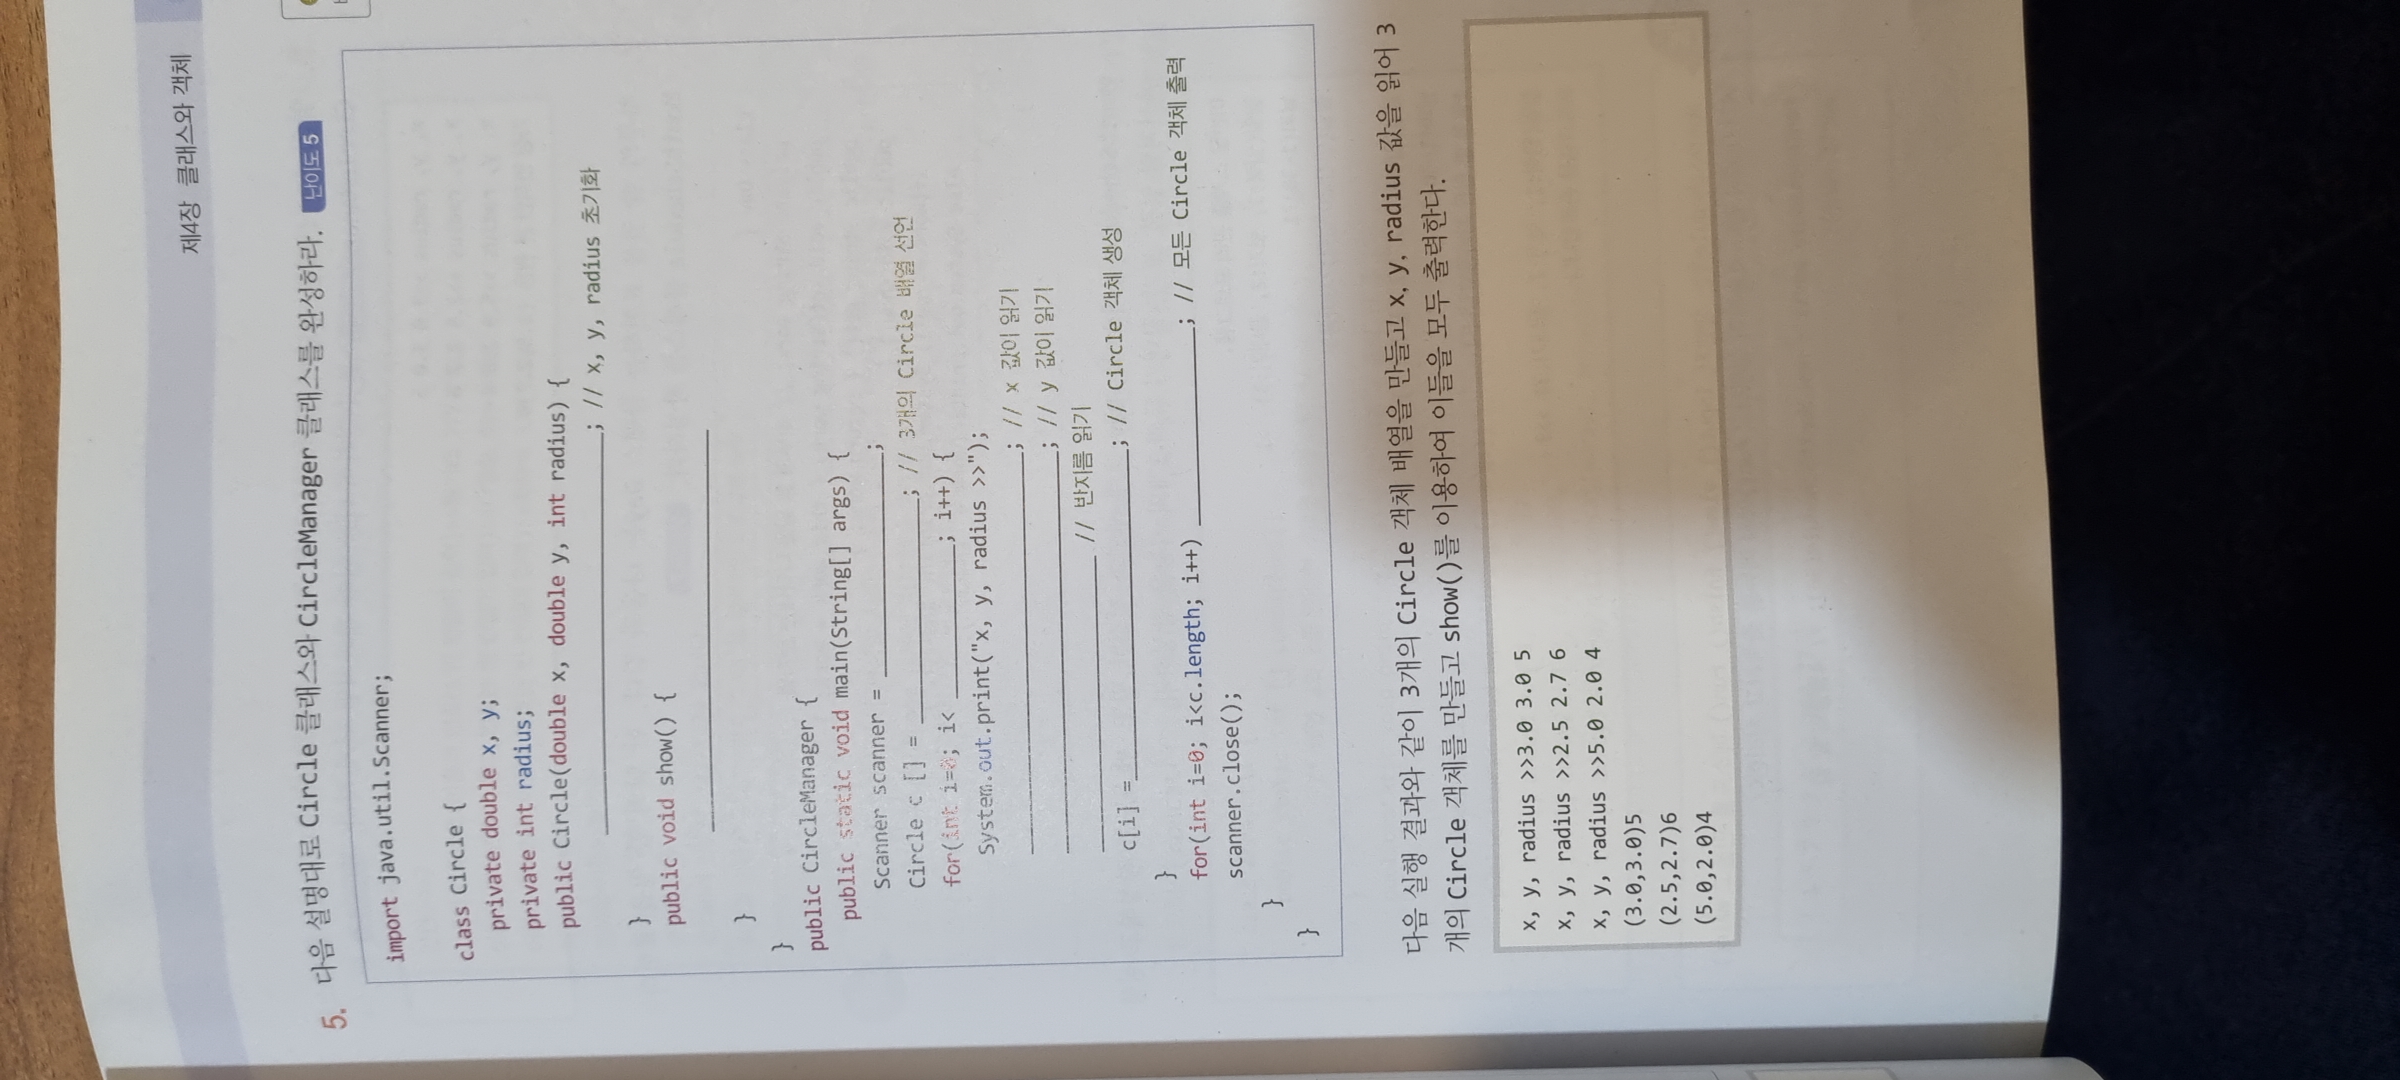 제4장 클래스와 객체
5. 다음 설명대로 Circle 클래스와 CircleManager 클래스를 완성하라. 난이도 5
import java.util.Scanner;
class Circle {
private double x, y;
private int radius;
public Circle(double x, double y, int radius) {
____________________; // x, y, radius 초기화
}
public void show() {
____________________
}
}
public CircleManager {
public static void main(String[] args) {
Scanner scanner = ____________;
Circle c [] = ____________; // 3개의 Circle 배열 선언
for(int i=0; i< ________; i++) {
System.out.print("x, y, radius >>");
____________________; // x 값이 읽기
____________________; // y 값이 읽기
_______________ // 반지름 읽기
c[i] =________________; // Circle 객체 생성
}
for(int i=0; i<c.length; i++) __________; // 모든 Circle 객체 출력
scanner.close();
}
}
다음 실행 결과와 같이 3개의 Circle 객체 배열을 만들고 x, y, radius 값을 읽어 3
개의 Circle 객체를 만들고 show()를 이용하여 이들을 모두 출력한다.
x, y, radius >>3.0 3.0 5
x, y, radius >>2.5 2.7 6
x, y, radius >>5.0 2.0 4
(3.0,3.0)5
(2.5,2.7)6
(5.0,2.0)4